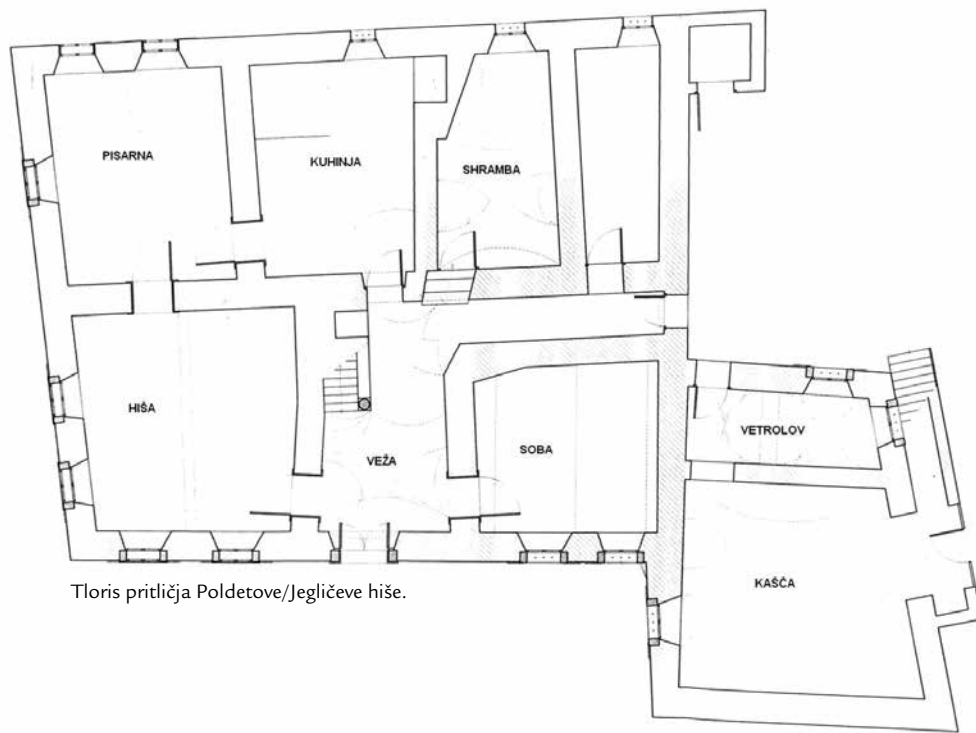 PISARNA
KUHINJA
SHRAMBA
HIŠA
VEŽA
SOBA
VETROLOV
KAŠČA
Tloris pritličja Poldetove/Jegličeve hiše.